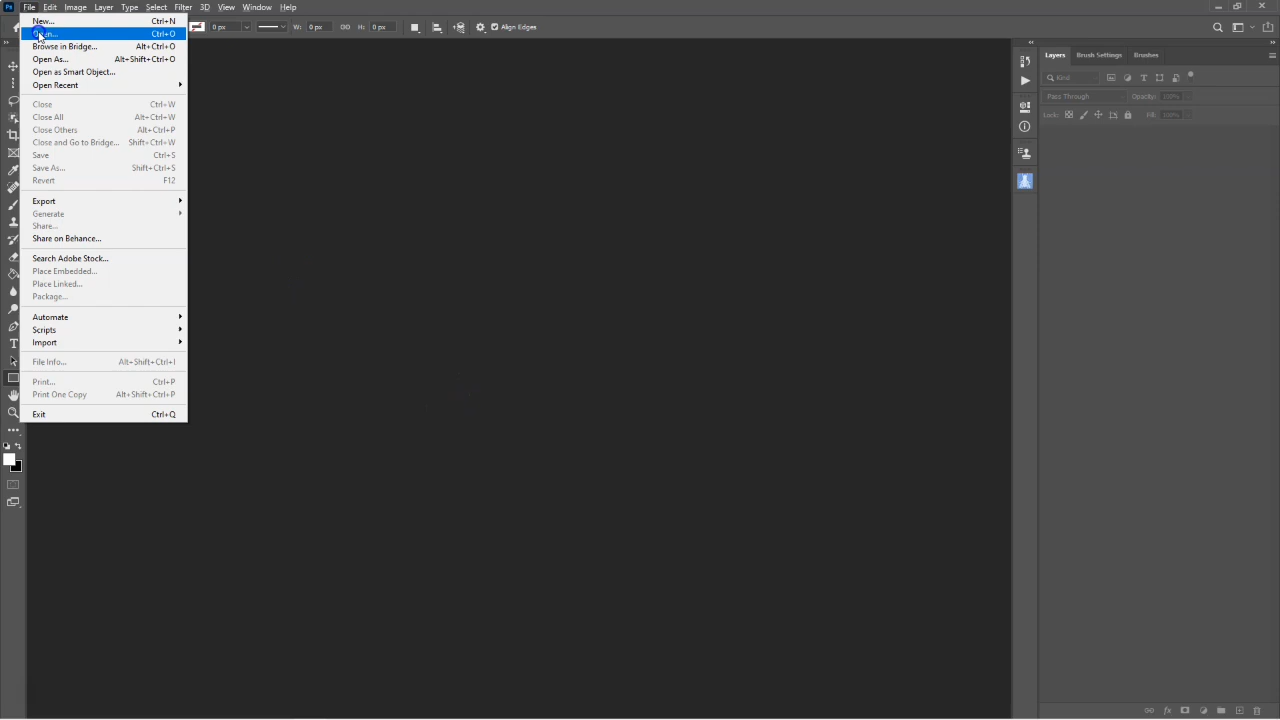 Ps File Edit Image Layer Type Select Filter 3D View Window Help
0 px W: 0 px H: 0 px Align Edges
New... Ctrl+N
Ctrl+O
Browse in Bridge... Alt+Ctrl+O
Open As... Alt+Shift+Ctrl+O
Open as Smart Object...
Open Recent
Close Ctrl+W
Close All Alt+Ctrl+W
Close Others Alt+Ctrl+P
Close and Go to Bridge... Shift+Ctrl+W
Save Ctrl+S
Save As... Shift+Ctrl+S
Revert F12
Export
Generate
Share...
Share on Behance...
Search Adobe Stock...
Place Embedded...
Place Linked...
Package...
Automate
Scripts
Import
File Info... Alt+Shift+Ctrl+I
Print... Ctrl+P
Print One Copy Alt+Shift+Ctrl+P
Exit Ctrl+Q
Layers Brush Settings Brushes
Kind
Pass Through Opacity: 100%
Lock: Fill: 100%
fx